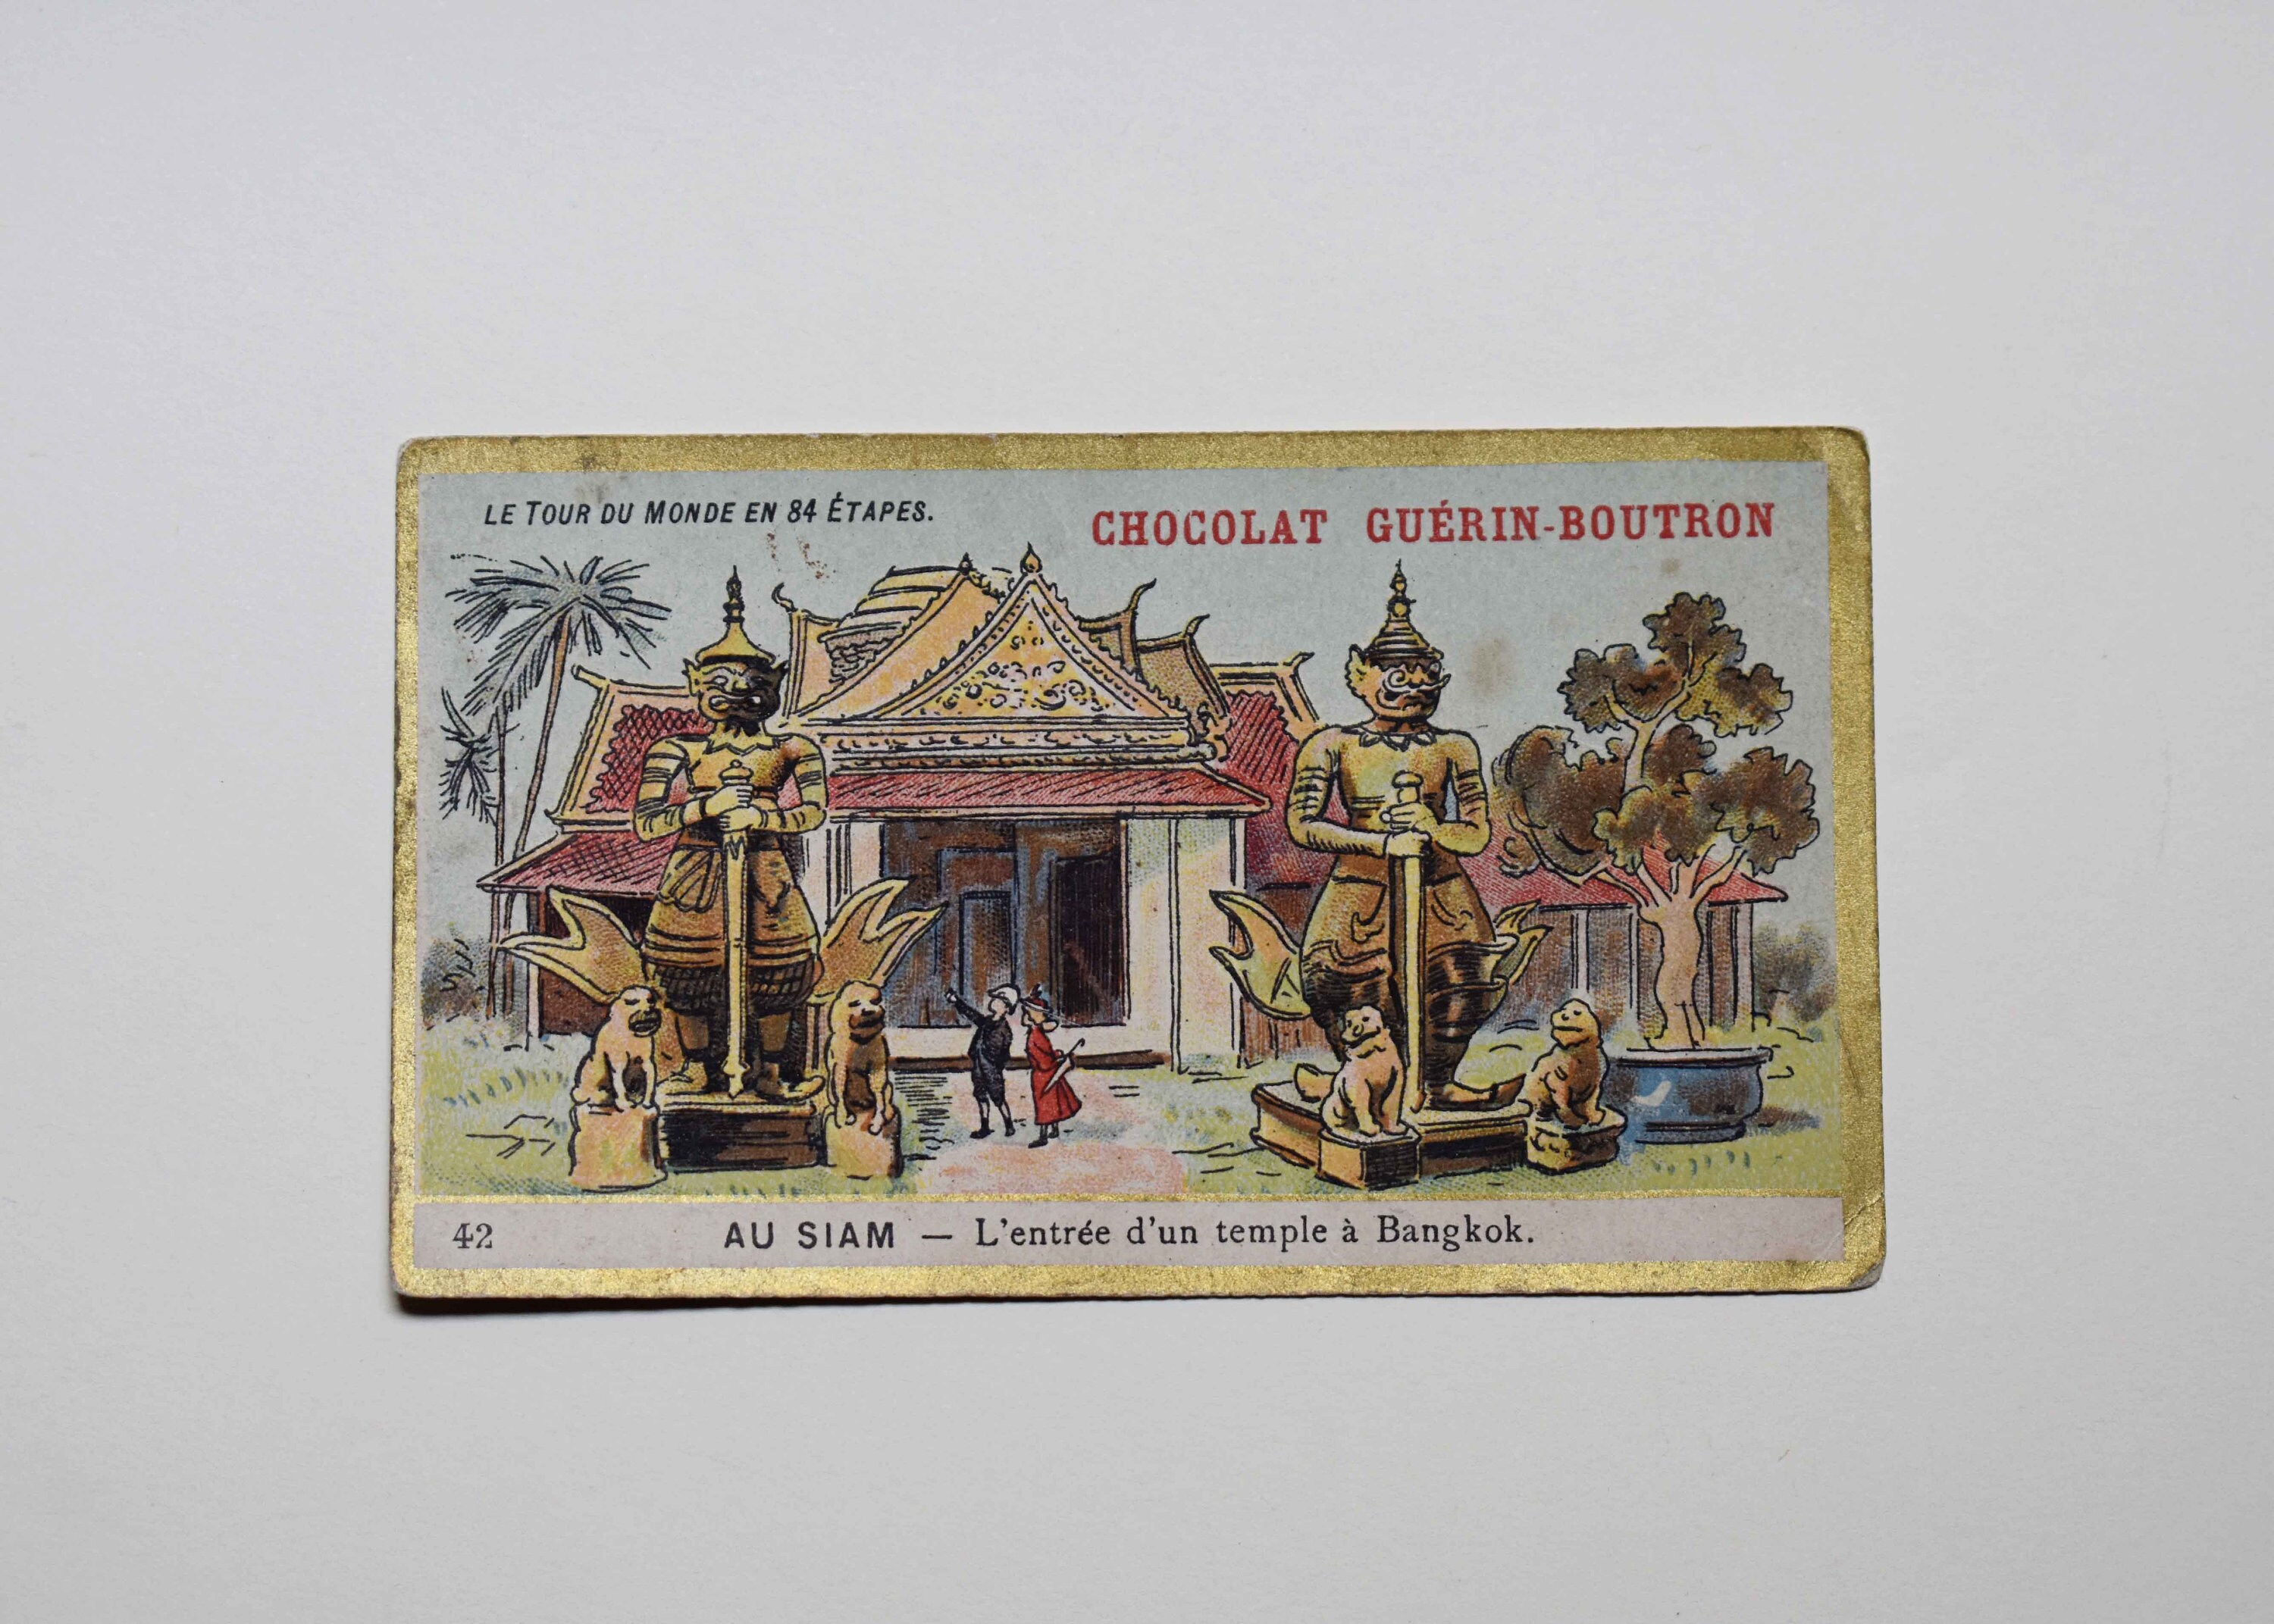 LE TOUR DU MONDE EN 84 ÉTAPES.
CHOCOLAT GUÉRIN-BOUTRON
42 AU SIAM — L'entrée d'un temple à Bangkok.